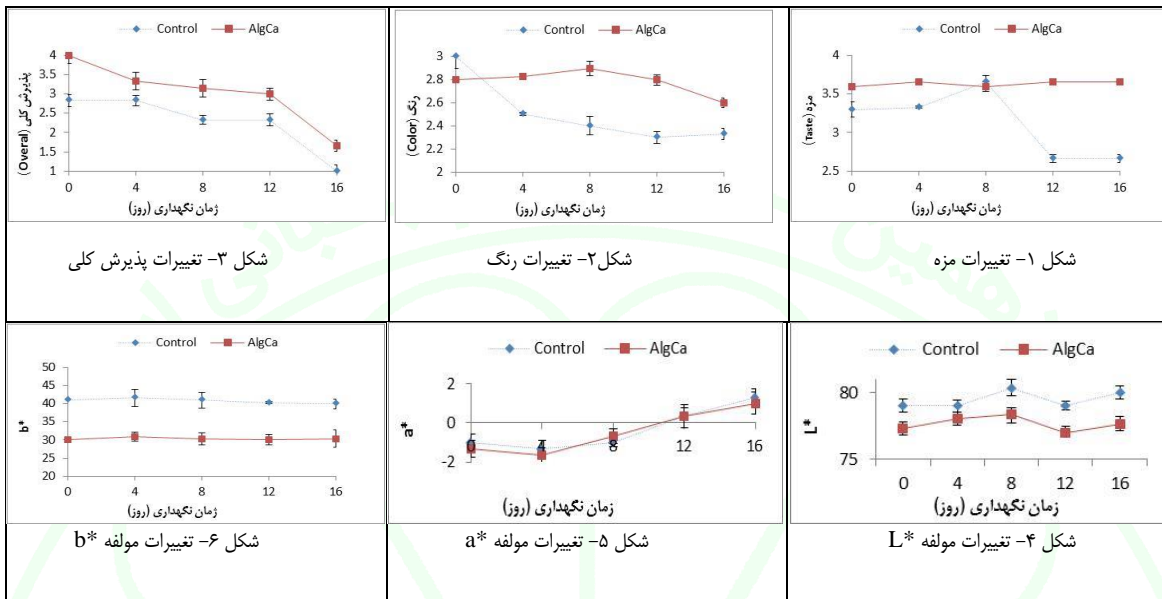 Control AlgCa
4
3.5
3
2.5
مزه (Taste)
0 4 8 12 16
زمان نگهداری (روز)
شکل ۱- تغییرات مزه
Control AlgCa
3
2.8
2.6
2.4
2.2
2
رنگ (Color)
0 4 8 12 16
زمان نگهداری (روز)
شکل۲- تغییرات رنگ
Control AlgCa
4
3.5
3
2.5
2
1.5
1
پذیرش کلی (Overal)
0 4 8 12 16
زمان نگهداری (روز)
شکل ۳- تغییرات پذیرش کلی
Control AlgCa
80
75
L*
0 4 8 12 16
زمان نگهداری (روز)
شکل ۴- تغییرات مولفه L*
Control AlgCa
2
0
-2
a*
0 4 8 12 16
زمان نگهداری (روز)
شکل ۵- تغییرات مولفه a*
Control AlgCa
50
45
40
35
30
25
20
b*
0 4 8 12 16
زمان نگهداری (روز)
شکل ۶- تغییرات مولفه b*